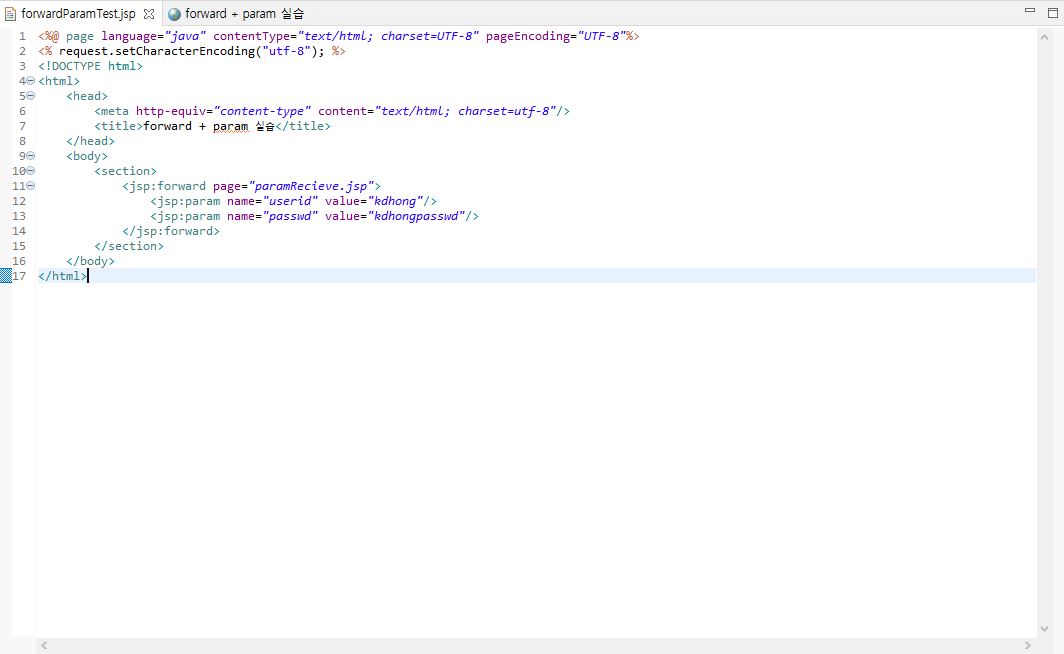 forwardParamTest.jsp forward + param 실습
1 <%@ page language="java" contentType="text/html; charset=UTF-8" pageEncoding="UTF-8"%>
2 <% request.setCharacterEncoding("utf-8"); %>
3 <!DOCTYPE html>
4 <html>
5 <head>
6 <meta http-equiv="content-type" content="text/html; charset=utf-8"/>
7 <title>forward + param 실습</title>
8 </head>
9 <body>
10 <section>
11 <jsp:forward page="paramRecieve.jsp">
12 <jsp:param name="userid" value="kdhong"/>
13 <jsp:param name="passwd" value="kdhongpasswd"/>
14 </jsp:forward>
15 </section>
16 </body>
17 </html>